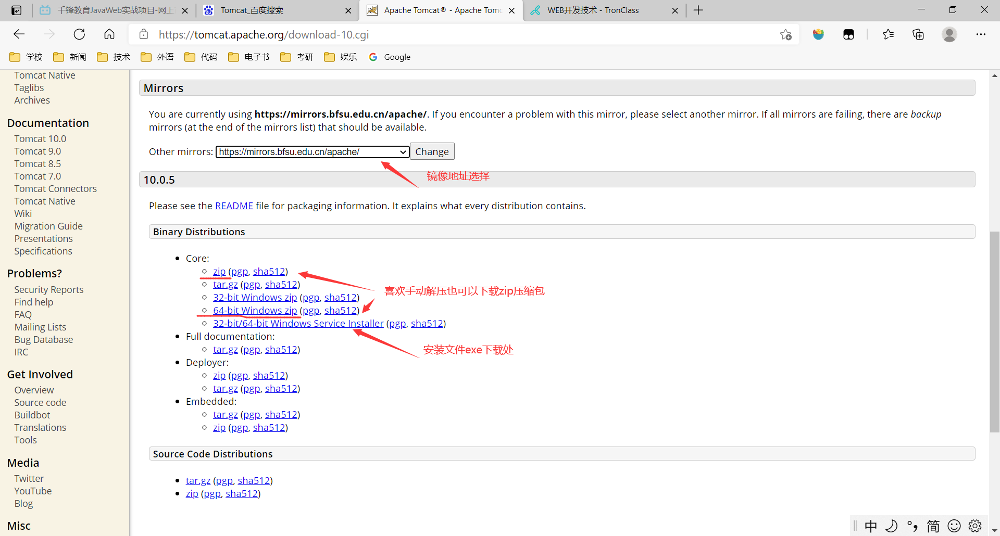 千锋教育JavaWeb实战项目-网上
Tomcat_百度搜索
Apache Tomcat® - Apache Tomc
WEB开发技术 - TronClass
https://tomcat.apache.org/download-10.cgi
学校 新闻 技术 外语 代码 电子书 考研 娱乐 Google
Tomcat Native
Taglibs
Archives
Documentation
Tomcat 10.0
Tomcat 9.0
Tomcat 8.5
Tomcat 7.0
Tomcat Connectors
Tomcat Native
Wiki
Migration Guide
Presentations
Specifications
Problems?
Security Reports
Find help
FAQ
Mailing Lists
Bug Database
IRC
Get Involved
Overview
Source code
Buildbot
Translations
Tools
Media
Twitter
YouTube
Blog
Misc
Mirrors
You are currently using https://mirrors.bfsu.edu.cn/apache/. If you encounter a problem with this mirror, please select another mirror. If all mirrors are failing, there are backup
mirrors (at the end of the mirrors list) that should be available.
Other mirrors: https://mirrors.bfsu.edu.cn/apache/ Change
镜像地址选择
10.0.5
Please see the README file for packaging information. It explains what every distribution contains.
Binary Distributions
Core:
zip (pgp, sha512)
tar.gz (pgp, sha512)
喜欢手动解压也可以下载zip压缩包
32-bit Windows zip (pgp, sha512)
64-bit Windows zip (pgp, sha512)
32-bit/64-bit Windows Service Installer (pgp, sha512)
Full documentation:
tar.gz (pgp, sha512)
安装文件exe下载处
Deployer:
zip (pgp, sha512)
tar.gz (pgp, sha512)
Embedded:
tar.gz (pgp, sha512)
zip (pgp, sha512)
Source Code Distributions
tar.gz (pgp, sha512)
zip (pgp, sha512)
中 简